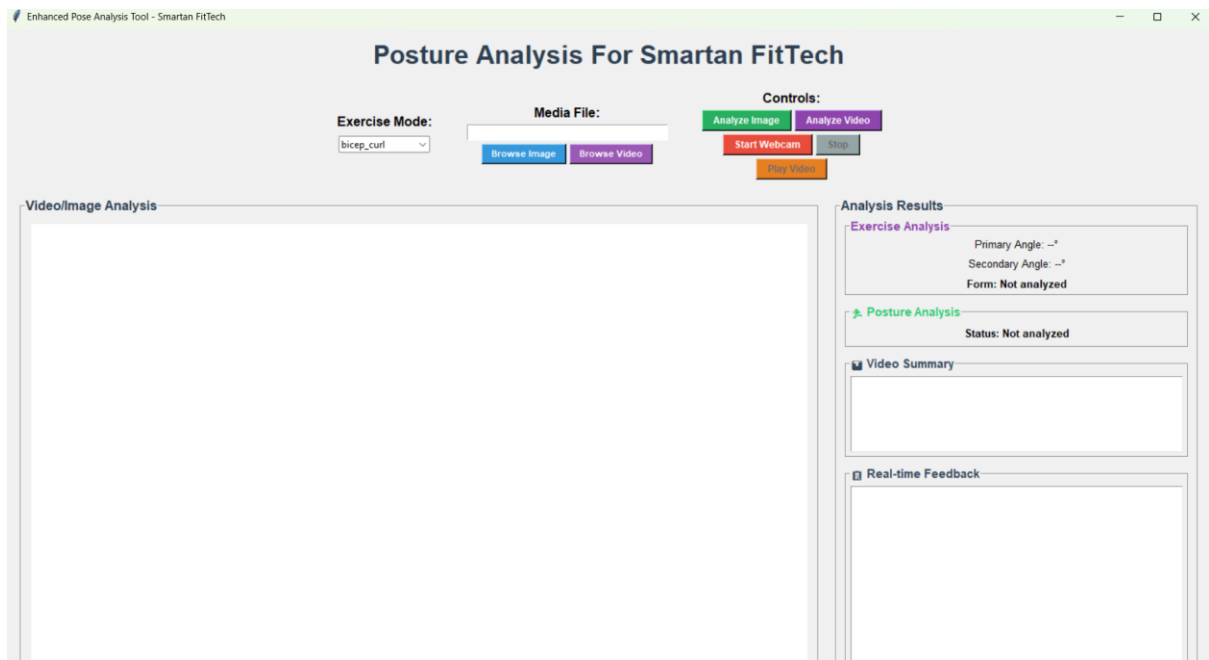 Enhanced Pose Analysis Tool - Smartan FitTech
Posture Analysis For Smartan FitTech
Exercise Mode:
bicep_curl
Media File:
Browse Image Browse Video
Controls:
Analyze Image Analyze Video
Start Webcam Stop
Play Video
Video/Image Analysis
Analysis Results
Exercise Analysis
Primary Angle: --°
Secondary Angle: --°
Form: Not analyzed
Posture Analysis
Status: Not analyzed
Video Summary
Real-time Feedback